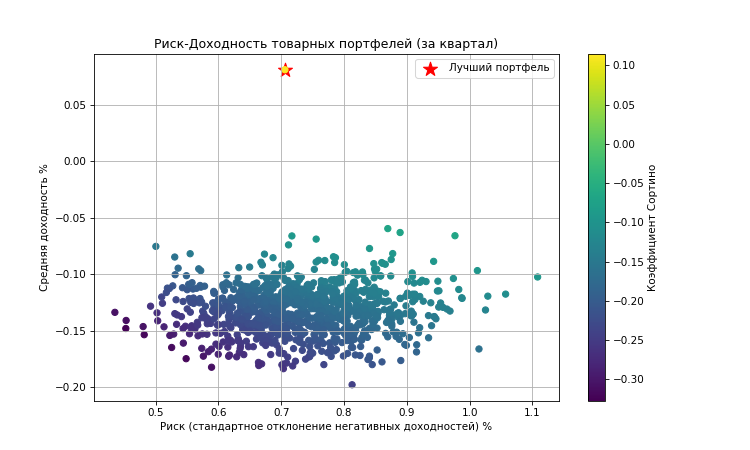 Риск-Доходность товарных портфелей (за квартал)
Лучший портфель
Средняя доходность %
0.05
0.00
−0.05
−0.10
−0.15
−0.20
0.5 0.6 0.7 0.8 0.9 1.0 1.1
Риск (стандартное отклонение негативных доходностей) %
0.10
0.05
0.00
−0.05
−0.10
−0.15
−0.20
−0.25
−0.30
Коэффициент Сортино